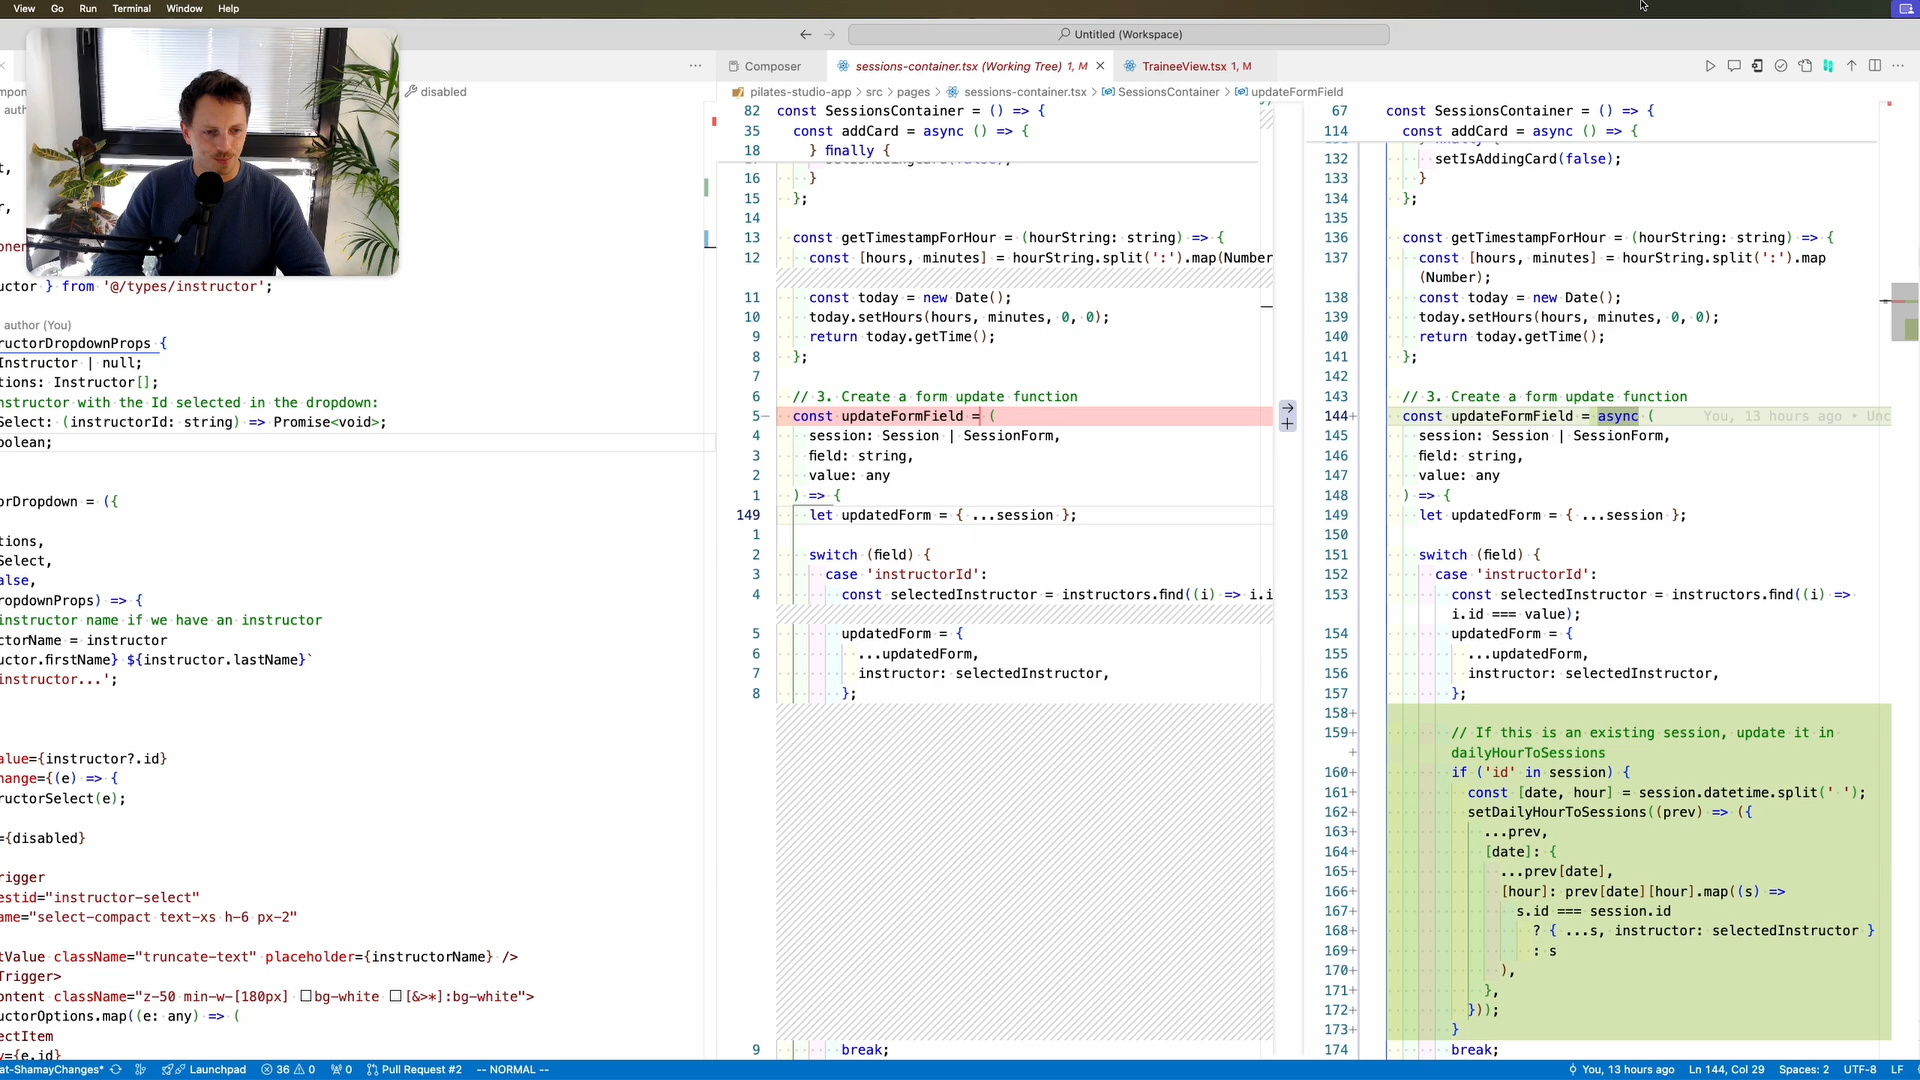 View Go Run Terminal Window Help
Untitled (Workspace)
Composer
sessions-container.tsx (Working Tree) 1, M
TraineeView.tsx 1, M
disabled
pilates-studio-app > src > pages > sessions-container.tsx > SessionsContainer > updateFormField
uctor } from '@/types/instructor';
author (You)
ructorDropdownProps {
Instructor | null;
tions: Instructor[];
nstructor with the Id selected in the dropdown:
Select: (instructorId: string) => Promise<void>;
oolean;
orDropdown = ({
tions,
Select,
alse,
ropdownProps) => {
instructor name if we have an instructor
ctorName = instructor
uctor.firstName} ${instructor.lastName}`
instructor...';
alue={instructor?.id}
hange={(e) => {
ructorSelect(e);
={disabled}
rigger
estid="instructor-select"
ame="select-compact text-xs h-6 px-2"
tValue className="truncate-text" placeholder={instructorName} />
Trigger>
ontent className="z-50 min-w-[180px] bg-white [&>*]:bg-white">
uctorOptions.map((e: any) => (
ectItem
y={e.id}
82 const SessionsContainer = () => {
35 const addCard = async () => {
18 } finally {
16 }
15 };
14
13 const getTimestampForHour = (hourString: string) => {
12 const [hours, minutes] = hourString.split(':').map(Number
11 const today = new Date();
10 today.setHours(hours, minutes, 0, 0);
9 return today.getTime();
8 };
7
6 // 3. Create a form update function
5 const updateFormField = (
4 session: Session | SessionForm,
3 field: string,
2 value: any
1 ) => {
149 let updatedForm = { ...session };
1
2 switch (field) {
3 case 'instructorId':
4 const selectedInstructor = instructors.find((i) => i.i
5 updatedForm = {
6 ...updatedForm,
7 instructor: selectedInstructor,
8 };
9 break;
67 const SessionsContainer = () => {
114 const addCard = async () => {
132 setIsAddingCard(false);
133 }
134 };
135
136 const getTimestampForHour = (hourString: string) => {
137 const [hours, minutes] = hourString.split(':').map
(Number);
138 const today = new Date();
139 today.setHours(hours, minutes, 0, 0);
140 return today.getTime();
141 };
142
143 // 3. Create a form update function
144+ const updateFormField = async ( You, 13 hours ago • Unc
145 session: Session | SessionForm,
146 field: string,
147 value: any
148 ) => {
149 let updatedForm = { ...session };
150
151 switch (field) {
152 case 'instructorId':
153 const selectedInstructor = instructors.find((i) =>
i.id === value);
154 updatedForm = {
155 ...updatedForm,
156 instructor: selectedInstructor,
157 };
158+
159+ // If this is an existing session, update it in
+ dailyHourToSessions
160+ if ('id' in session) {
161+ const [date, hour] = session.datetime.split(' ');
162+ setDailyHourToSessions((prev) => ({
163+ ...prev,
164+ [date]: {
165+ ...prev[date],
166+ [hour]: prev[date][hour].map((s) =>
167+ s.id === session.id
168+ ? { ...s, instructor: selectedInstructor }
169+ : s
170+ ),
171+ },
172+ }));
173+ }
174 break;
at-ShamayChanges* Launchpad 36 0 0 Pull Request #2 -- NORMAL -- You, 13 hours ago Ln 144, Col 29 Spaces: 2 UTF-8 LF